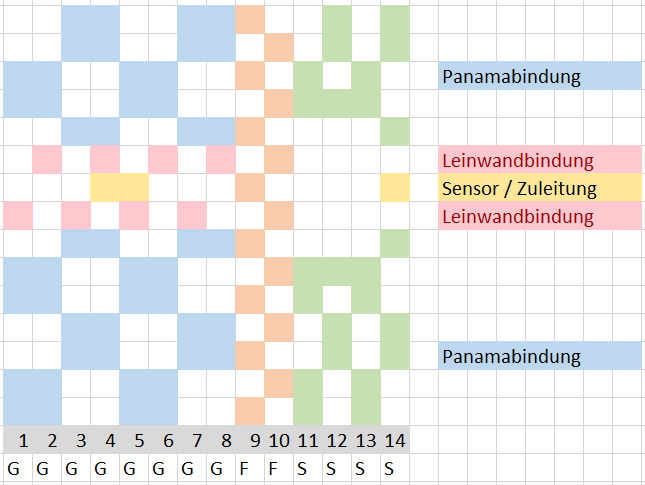 Panamabindung
Leinwandbindung
Sensor / Zuleitung
Leinwandbindung
Panamabindung
1 2 3 4 5 6 7 8 9 10 11 12 13 14
G G G G G G G G F F S S S S